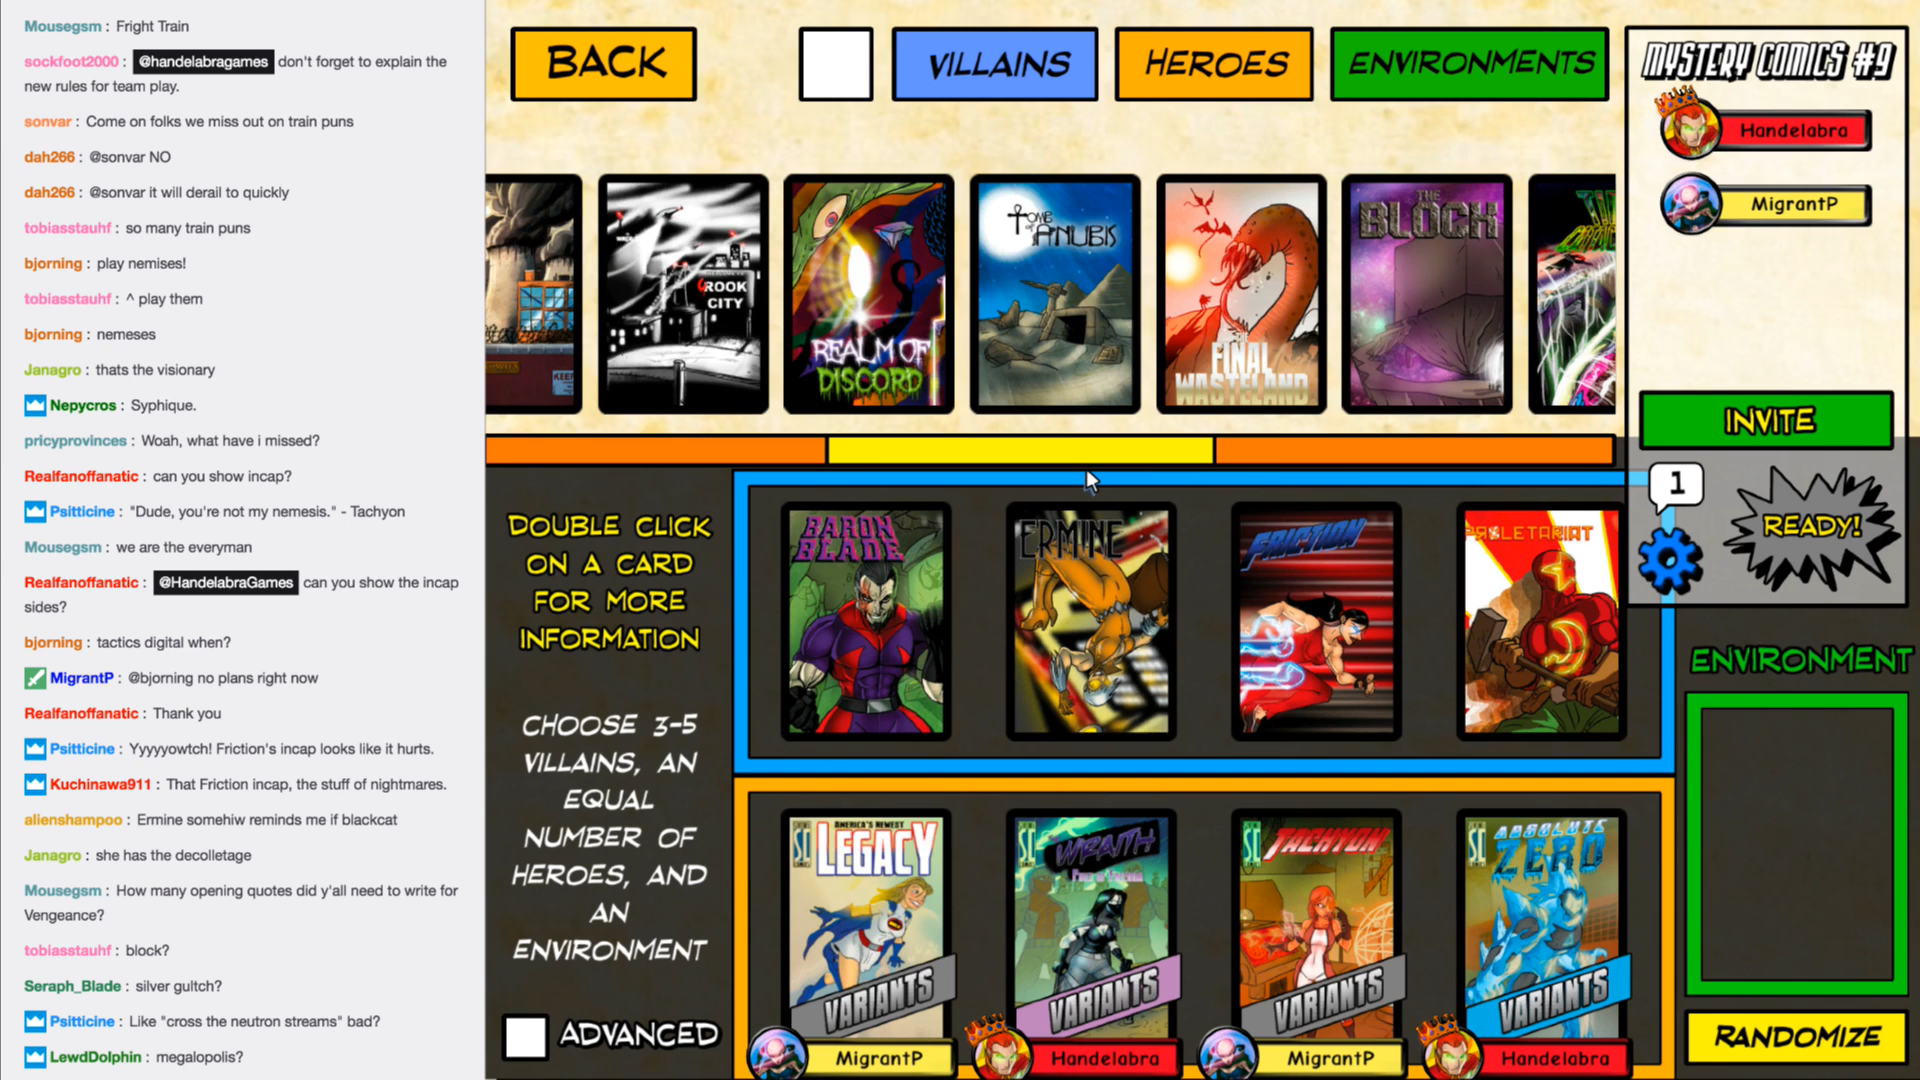 Mousegsm : Fright Train
sockfoot2000 : @handelabragames don't forget to explain the
new rules for team play.
sonvar : Come on folks we miss out on train puns
dah266 : @sonvar NO
dah266 : @sonvar it will derail to quickly
tobiasstauhf : so many train puns
bjorning : play nemises!
tobiasstauhf : ^ play them
bjorning : nemeses
Janagro : thats the visionary
Nepycros : Syphique.
pricyprovinces : Woah, what have i missed?
Realfanoffanatic : can you show incap?
Psitticine : "Dude, you're not my nemesis." - Tachyon
Mousegsm : we are the everyman
Realfanoffanatic : @HandelabraGames can you show the incap
sides?
bjorning : tactics digital when?
MigrantP : @bjorning no plans right now
Realfanoffanatic : Thank you
Psitticine : Yyyyyowtch! Friction's incap looks like it hurts.
Kuchinawa911 : That Friction incap, the stuff of nightmares.
alienshampoo : Ermine somehiw reminds me if blackcat
Janagro : she has the decolletage
Mousegsm : How many opening quotes did y'all need to write for
Vengeance?
tobiasstauhf : block?
Seraph_Blade : silver gultch?
Psitticine : Like "cross the neutron streams" bad?
LewdDolphin : megalopolis?
BACK
VILLAINS
HEROES
ENVIRONMENTS
ROOK
CITY
REALM OF
DISCORD
TOMB
OF
ANUBIS
THE
FINAL
WASTELAND
THE
BLOCK
MYSTERY COMICS #9
Handelabra
MigrantP
INVITE
1
READY!
DOUBLE CLICK
ON A CARD
FOR MORE
INFORMATION
CHOOSE 3-5
VILLAINS, AN
EQUAL
NUMBER OF
HEROES, AND
AN
ENVIRONMENT
ADVANCED
BARON
BLADE
ERMINE
FRICTION
PROLETARIAT
AMERICA'S NEWEST
LEGACY
VARIANTS
MigrantP
WRAITH
VARIANTS
Handelabra
TACHYON
VARIANTS
MigrantP
ABSOLUTE
ZERO
VARIANTS
Handelabra
ENVIRONMENT
RANDOMIZE